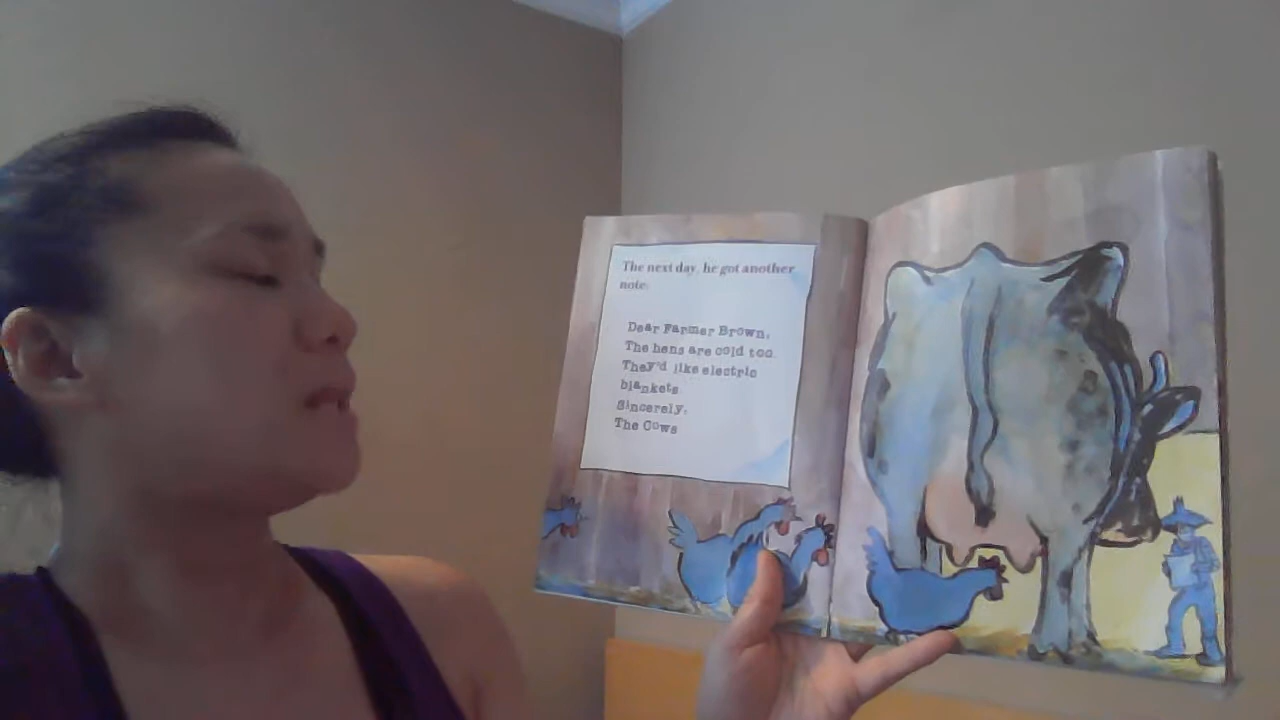 The next day, he got another
note:
Dear Farmer Brown,
The hens are cold too.
They'd like electric
blankets.
Sincerely,
The Cows